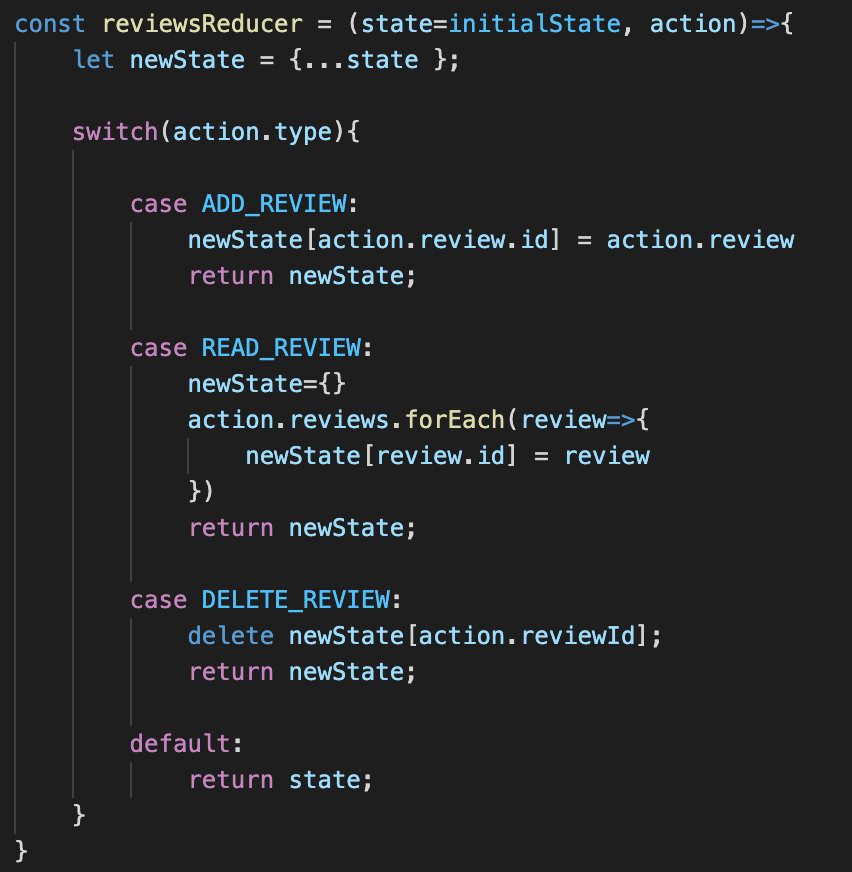 const reviewsReducer = (state=initialState, action)=>{
    let newState = {...state };

    switch(action.type){

        case ADD_REVIEW:
            newState[action.review.id] = action.review
            return newState;

        case READ_REVIEW:
            newState={}
            action.reviews.forEach(review=>{
                newState[review.id] = review
            })
            return newState;

        case DELETE_REVIEW:
            delete newState[action.reviewId];
            return newState;

        default:
            return state;
    }
}